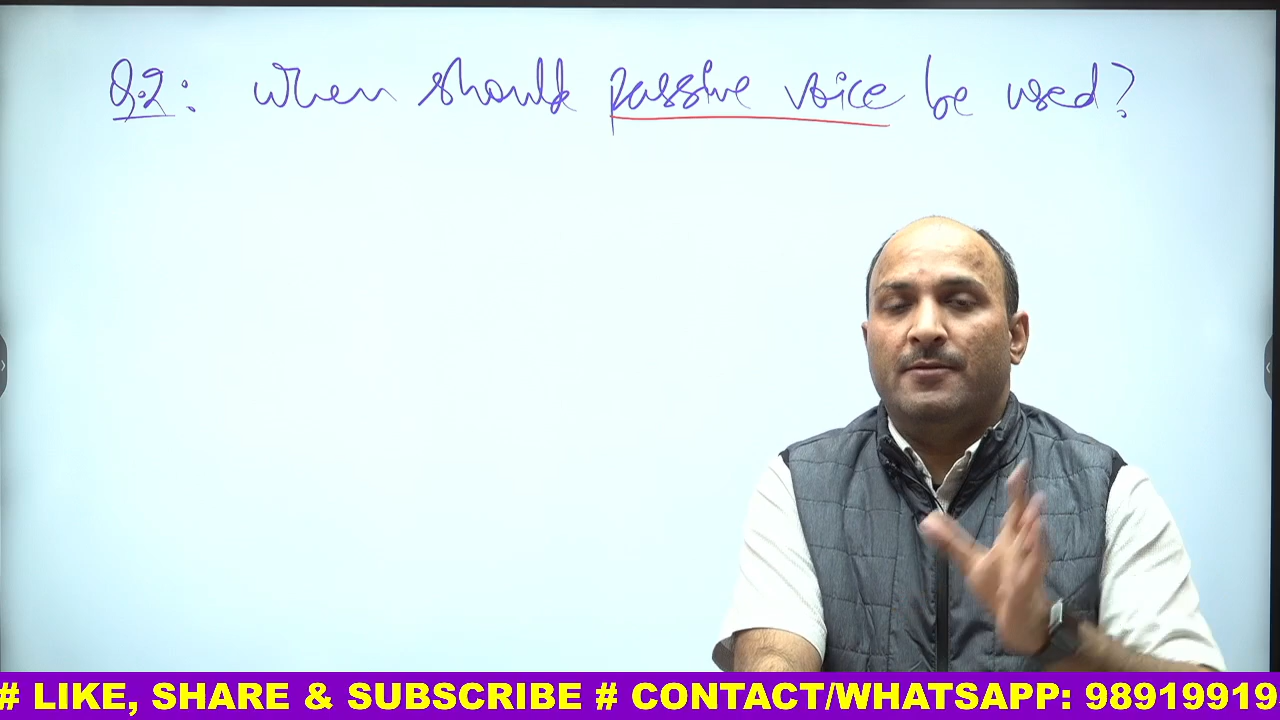 Q.2: when should passive voice be used?
# LIKE, SHARE & SUBSCRIBE # CONTACT/WHATSAPP: 98919919